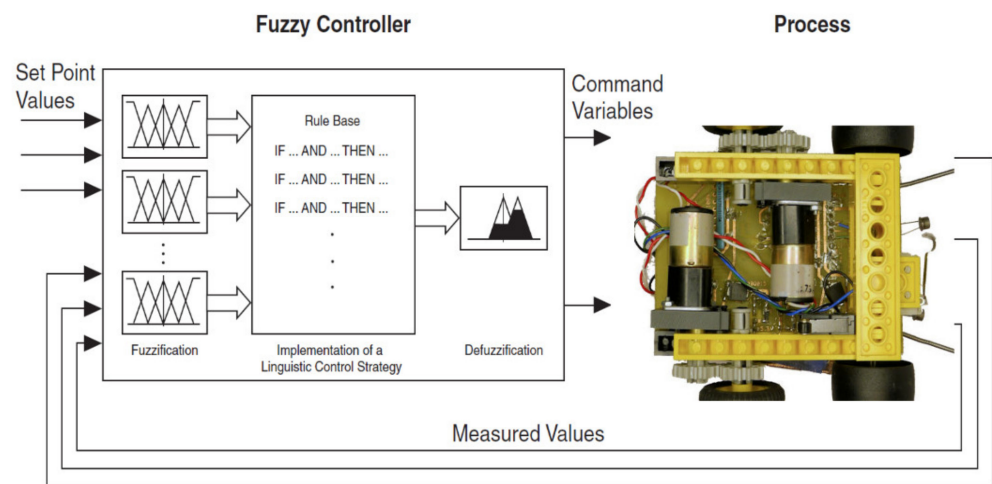 Fuzzy Controller
Process
Set Point
Values
Command
Variables
Rule Base
IF ... AND ... THEN ...
IF ... AND ... THEN ...
IF ... AND ... THEN ...
Fuzzification
Implementation of a
Linguistic Control Strategy
Defuzzification
Measured Values